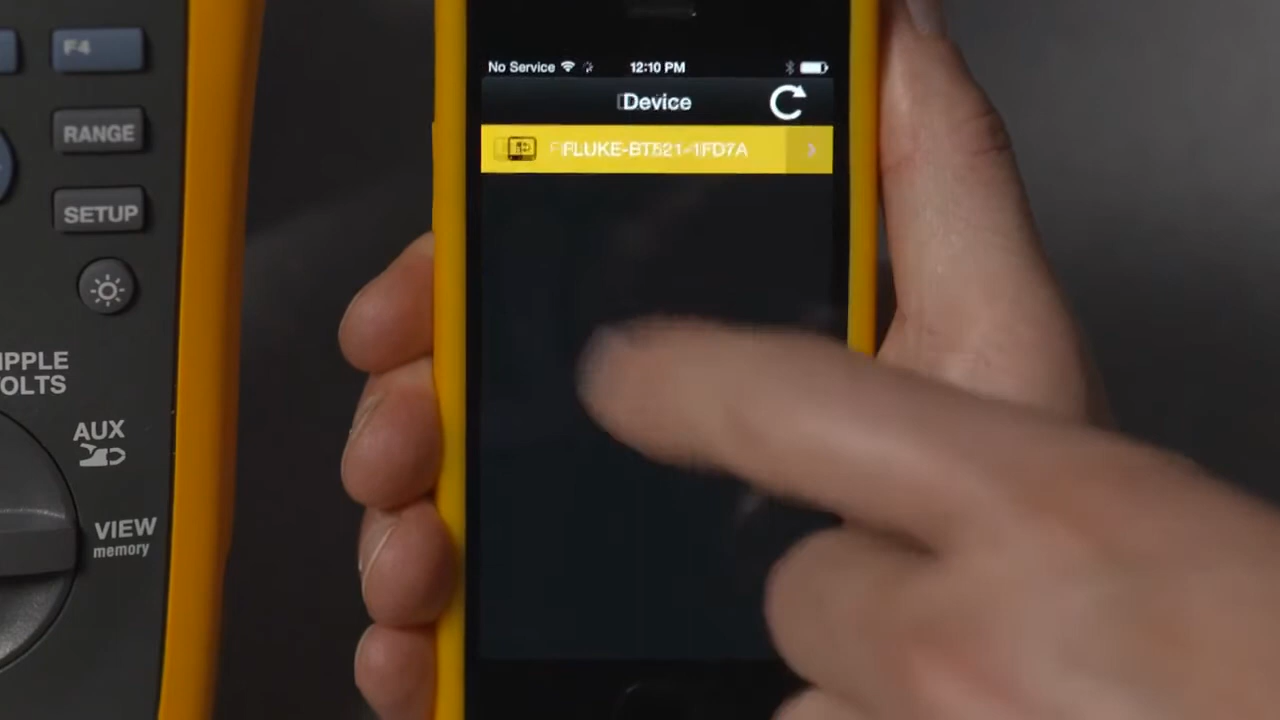 F4
RANGE
SETUP
IPPLE
OLTS
AUX
VIEW
memory
No Service 12:10 PM
Device
FLUKE-BT521-1FD7A